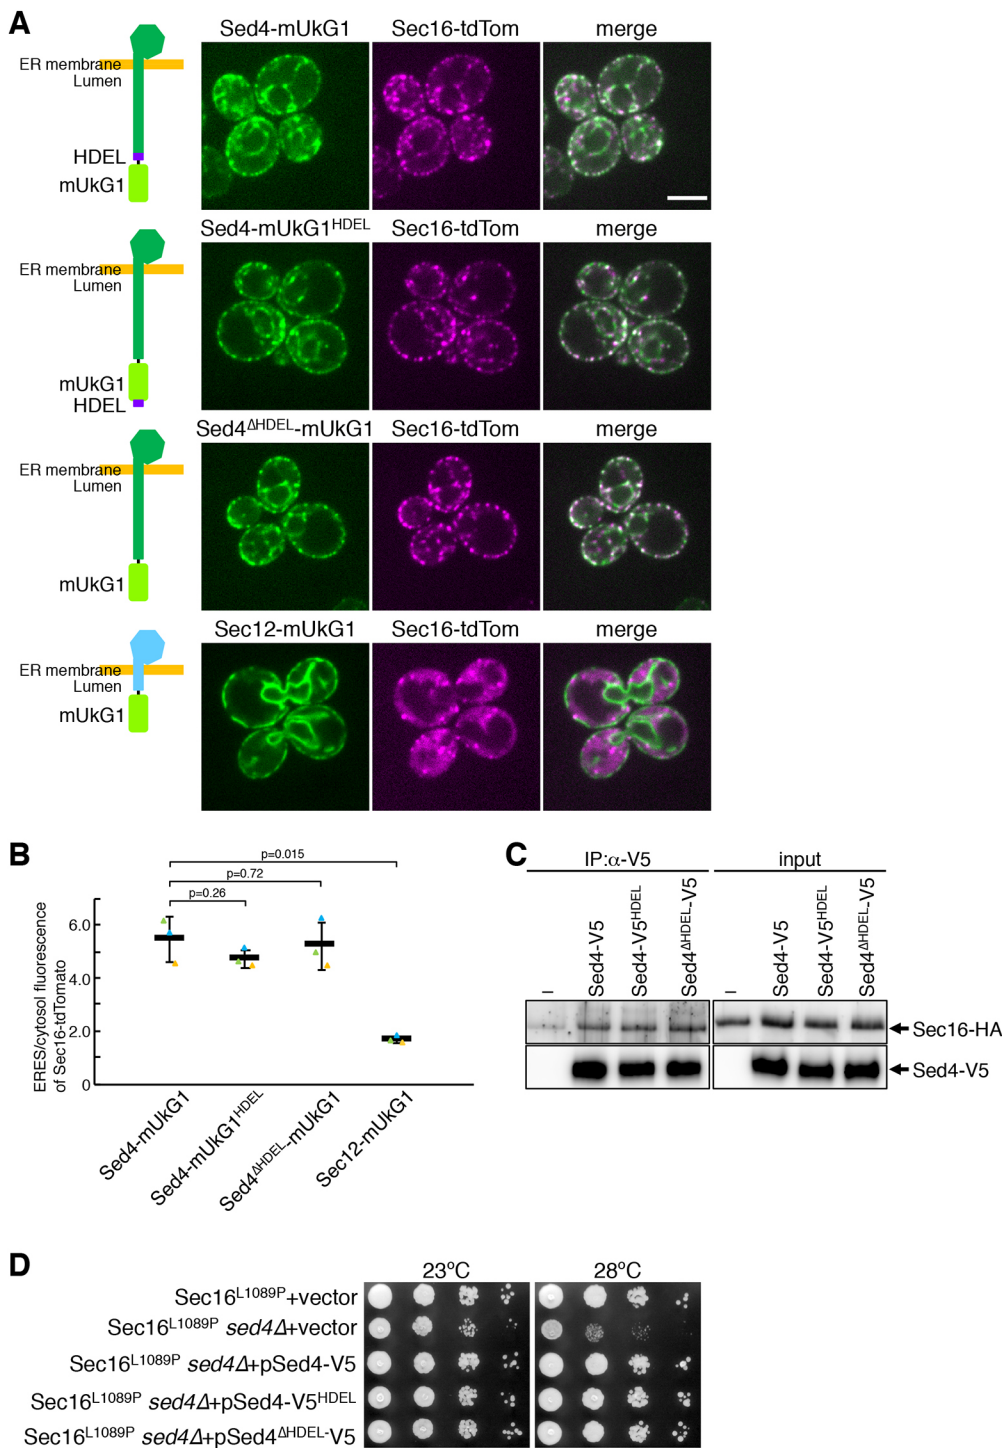 A
Sed4-mUkG1 Sec16-tdTom merge
ER membrane
Lumen
HDEL
mUkG1
Sed4-mUkG1HDEL Sec16-tdTom merge
ER membrane
Lumen
mUkG1
HDEL
Sed4ΔHDEL-mUkG1 Sec16-tdTom merge
ER membrane
Lumen
mUkG1
Sec12-mUkG1 Sec16-tdTom merge
ER membrane
Lumen
mUkG1
B
p=0.015
p=0.72
p=0.26
6.0
4.0
2.0
0
ERES/cytosol fluorescence
of Sec16-tdTomato
Sed4-mUkG1
Sed4-mUkG1HDEL
Sed4ΔHDEL-mUkG1
Sec12-mUkG1
C
IP:α-V5 input
–
Sed4-V5
Sed4-V5HDEL
Sed4ΔHDEL-V5
–
Sed4-V5
Sed4-V5HDEL
Sed4ΔHDEL-V5
Sec16-HA
Sed4-V5
D
23ºC 28ºC
Sec16L1089P+vector
Sec16L1089P sed4Δ+vector
Sec16L1089P sed4Δ+pSed4-V5
Sec16L1089P sed4Δ+pSed4-V5HDEL
Sec16L1089P sed4Δ+pSed4ΔHDEL-V5